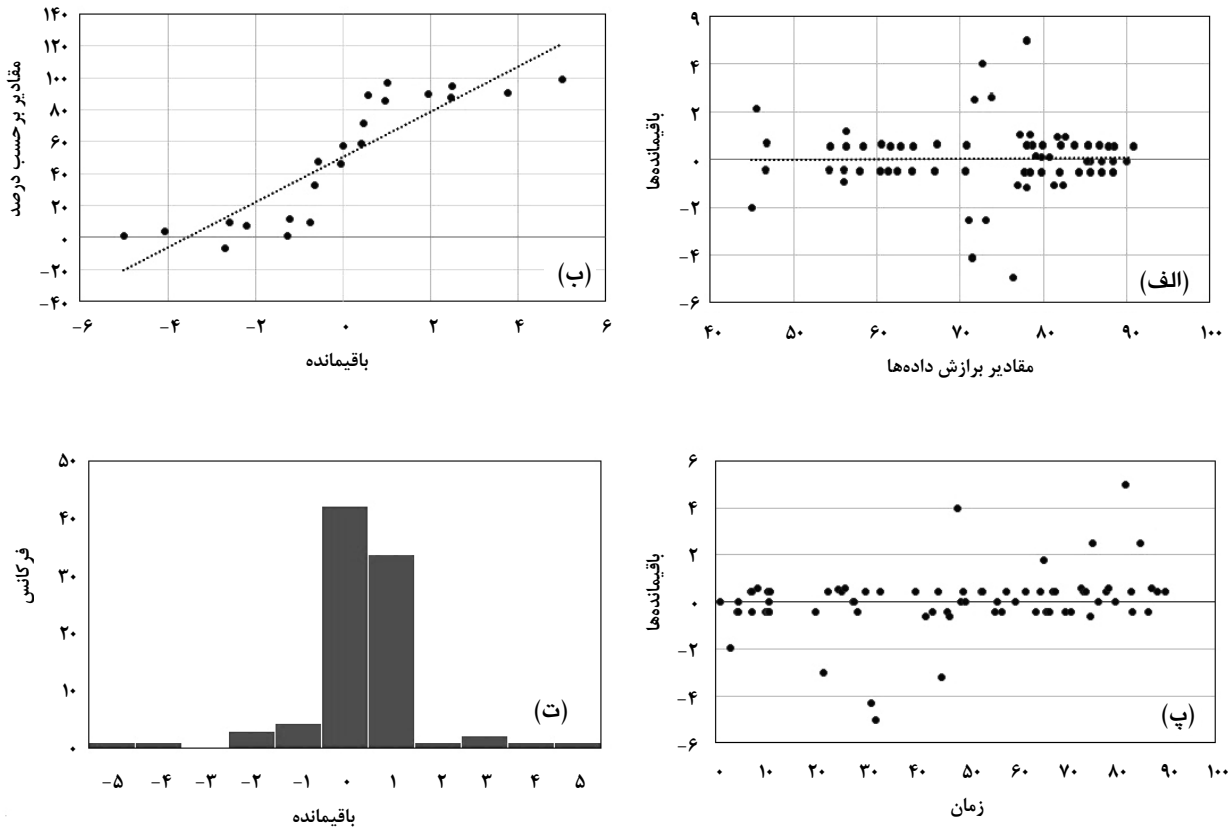 باقیمانده‌ها
۹
۴
۲
۰
−۲
−۴
−۶
(الف)
۴۰ ۵۰ ۶۰ ۷۰ ۸۰ ۹۰ ۱۰۰
مقادیر برازش داده‌ها
مقادیر برحسب درصد
۱۴۰
۱۲۰
۱۰۰
۸۰
۶۰
۴۰
۲۰
۰
−۲۰
−۴۰
(ب)
−۶ −۴ −۲ ۰ ۲ ۴ ۶
باقیمانده
باقیمانده‌ها
۶
۴
۲
۰
−۲
−۴
−۶
(پ)
۰ ۱۰ ۲۰ ۳۰ ۴۰ ۵۰ ۶۰ ۷۰ ۸۰ ۹۰ ۱۰۰
زمان
فرکانس
۵۰
۴۰
۳۰
۲۰
۱۰
۰
(ت)
−۵ −۴ −۳ −۲ −۱ ۰ ۱ ۲ ۳ ۴ ۵
باقیمانده